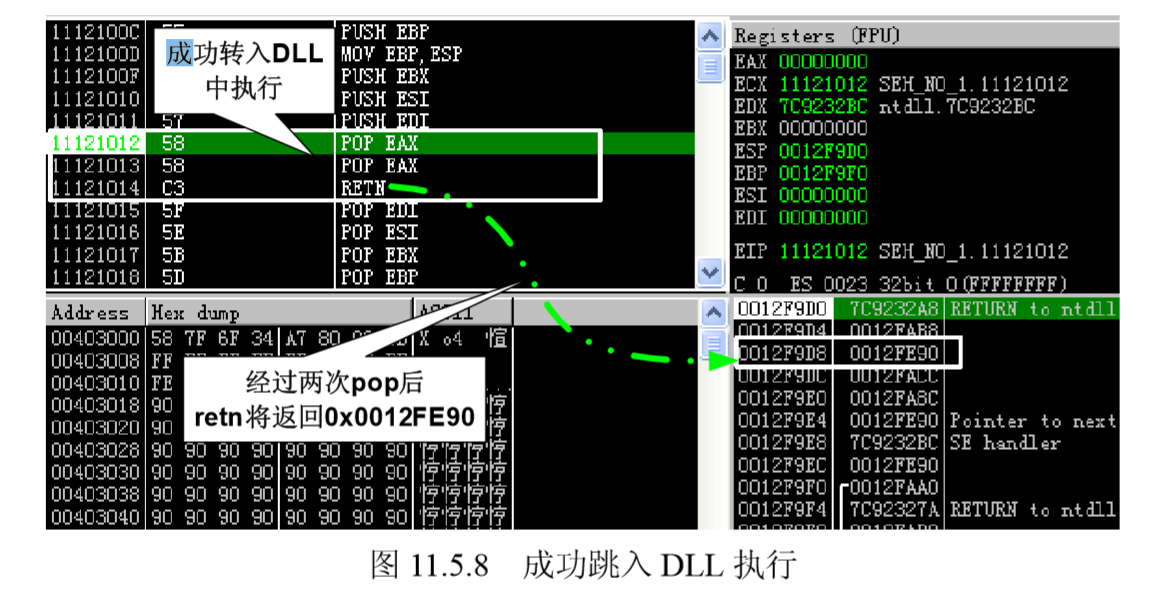 1112100C
PUSH EBP
1112100D
MOV EBP,ESP
1112100F
PUSH EBX
11121010
PUSH ESI
11121011 57 PUSH EDI
11121012 58 POP EAX
11121013 58 POP EAX
11121014 C3 RETN
11121015 5F POP EDI
11121016 5E POP ESI
11121017 5B POP EBX
11121018 5D POP EBP
成功转入DLL
中执行
Registers (FPU)
EAX 00000000
ECX 11121012 SEH_NO_1.11121012
EDX 7C9232BC ntdll.7C9232BC
EBX 00000000
ESP 0012F9D0
EBP 0012F9F0
ESI 00000000
EDI 00000000
EIP 11121012 SEH_NO_1.11121012
C 0 ES 0023 32bit 0(FFFFFFFF)
Address Hex dump ASCII
00403000 58 7F 6F 34 A7 80
00403008 FF
00403010 FE
00403018 90
00403020 90
00403028 90 90 90 90 90 90 90 90
00403030 90 90 90 90 90 90 90 90
00403038 90 90 90 90 90 90 90 90
00403040 90 90 90 90 90 90 90 90
经过两次pop后
retn将返回0x0012FE90
0012F9D0 7C9232A8 RETURN to ntdll
0012F9D4 0012FAB8
0012F9D8 0012FE90
0012F9DC 0012FACC
0012F9E0 0012FA8C
0012F9E4 0012FE90 Pointer to next
0012F9E8 7C9232BC SE handler
0012F9EC 0012FE90
0012F9F0 0012FAA0
0012F9F4 7C92327A RETURN to ntdll
图 11.5.8 成功跳入 DLL 执行